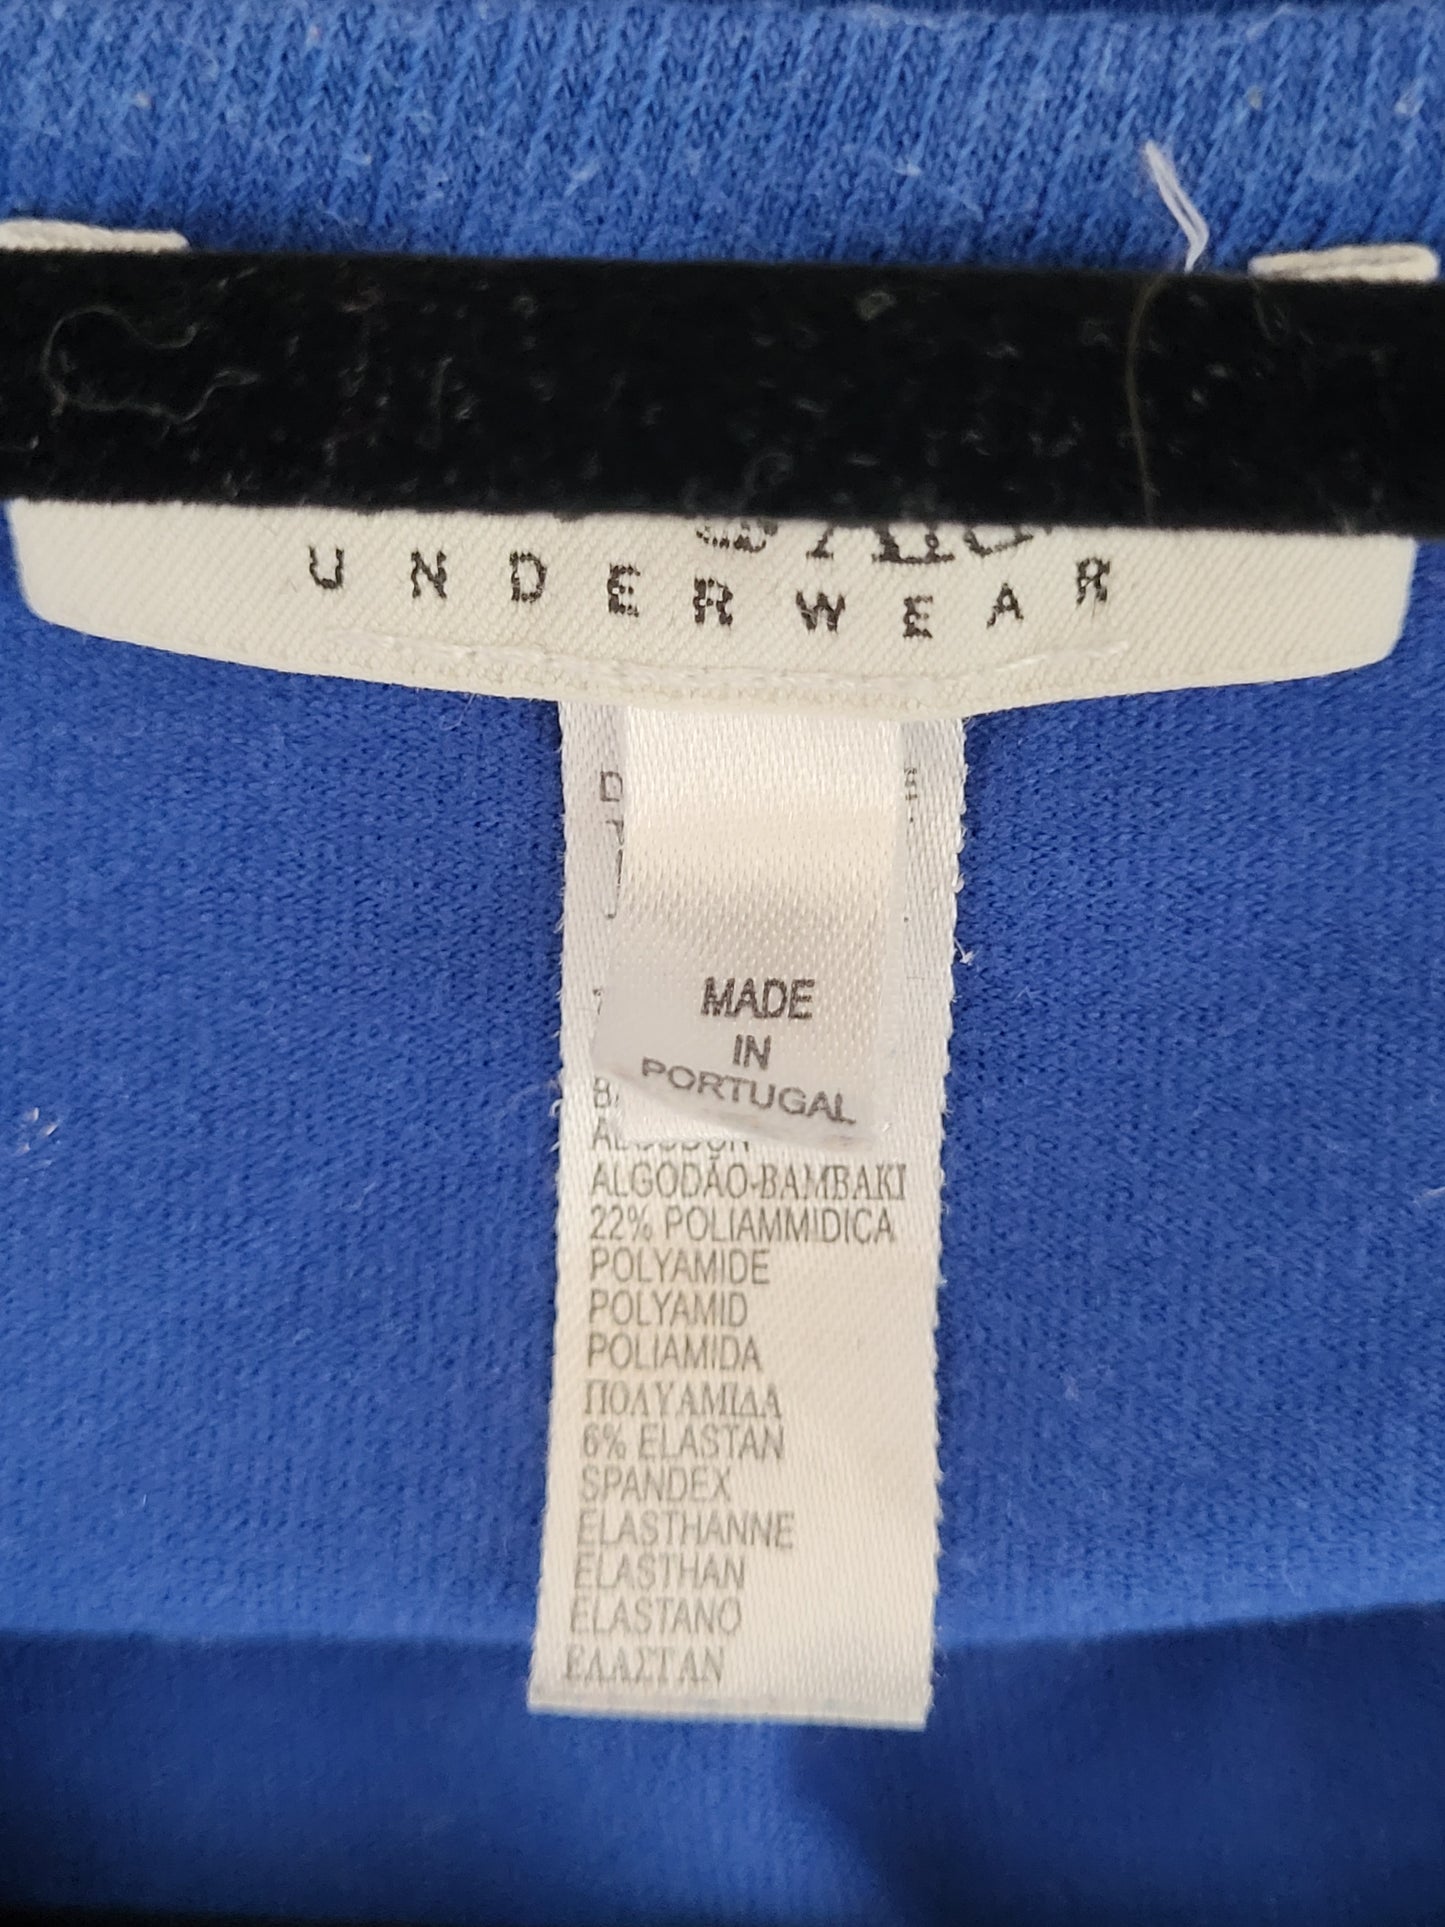 UNDERWEAR
MADE
IN
PORTUGAL
ALGODÃO-BAMBAKI
22% POLIAMMIDICA
POLYAMIDE
POLYAMID
POLIAMIDA
ΠΟΛΥΑΜΙΔΑ
6% ELASTAN
SPANDEX
ELASTHANNE
ELASTHAN
ELASTANO
ΕΛΑΣΤΑΝ